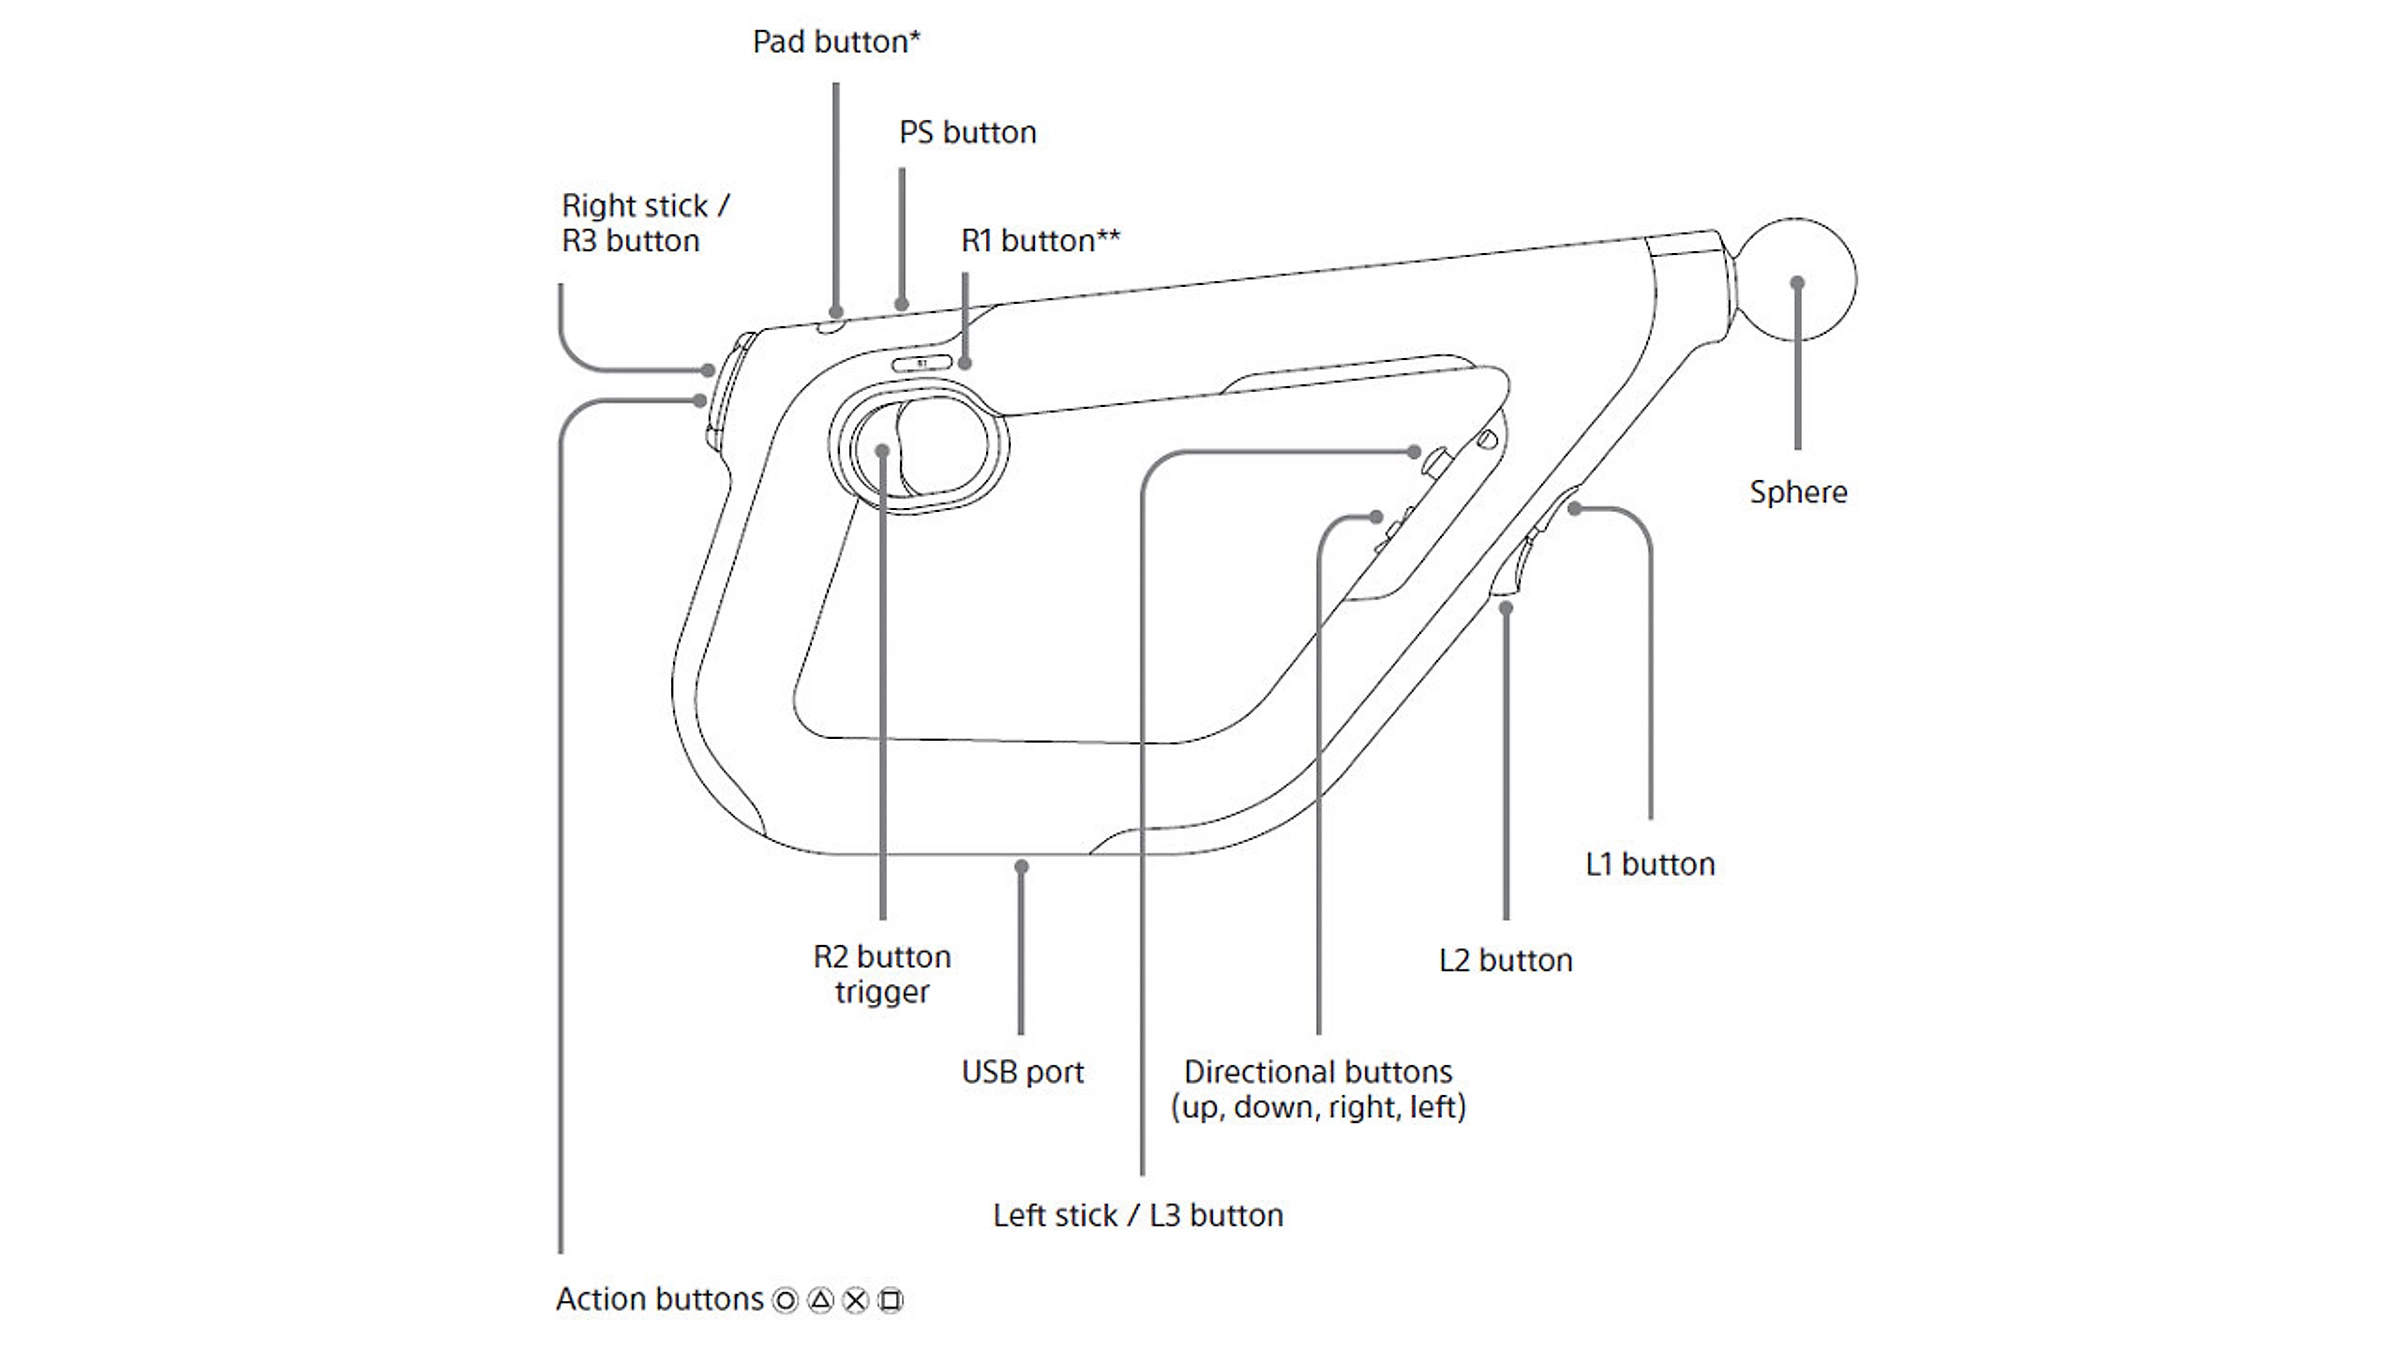 Pad button*
PS button
Right stick /
R3 button
R1 button**
R1
Sphere
L1 button
R2 button
trigger
L2 button
USB port
Directional buttons
(up, down, right, left)
Left stick / L3 button
Action buttons